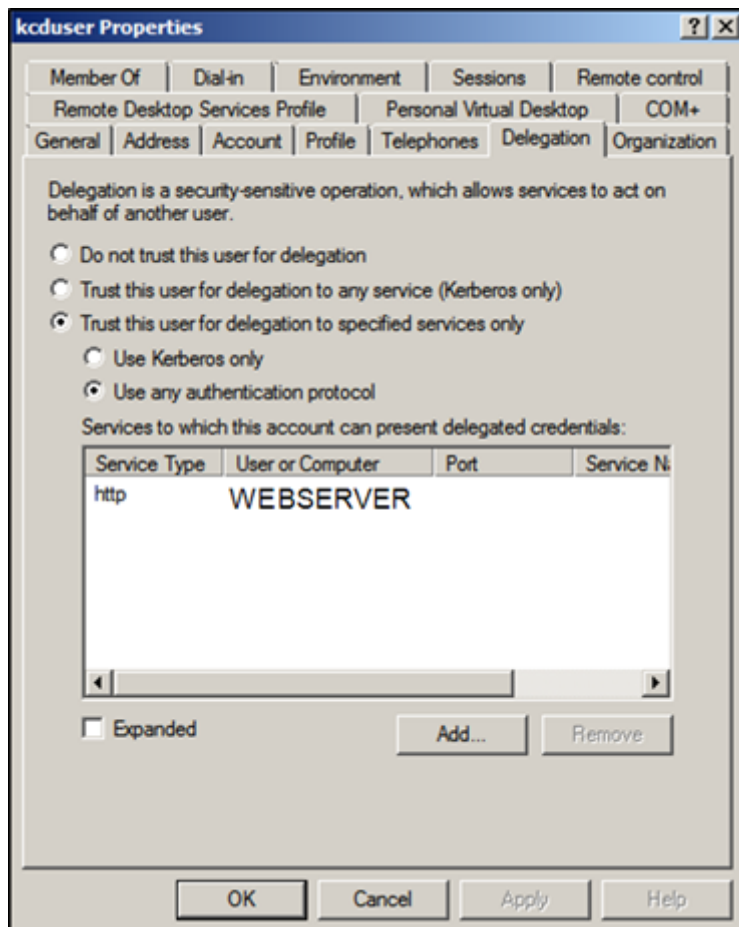 kcduser Properties
Member Of Dial-in Environment Sessions Remote control
Remote Desktop Services Profile Personal Virtual Desktop COM+
General Address Account Profile Telephones Delegation Organization
Delegation is a security-sensitive operation, which allows services to act on
behalf of another user.
Do not trust this user for delegation
Trust this user for delegation to any service (Kerberos only)
Trust this user for delegation to specified services only
Use Kerberos only
Use any authentication protocol
Services to which this account can present delegated credentials:
Service Type User or Computer Port Service
http WEBSERVER
Expanded Add... Remove
OK Cancel Apply Help